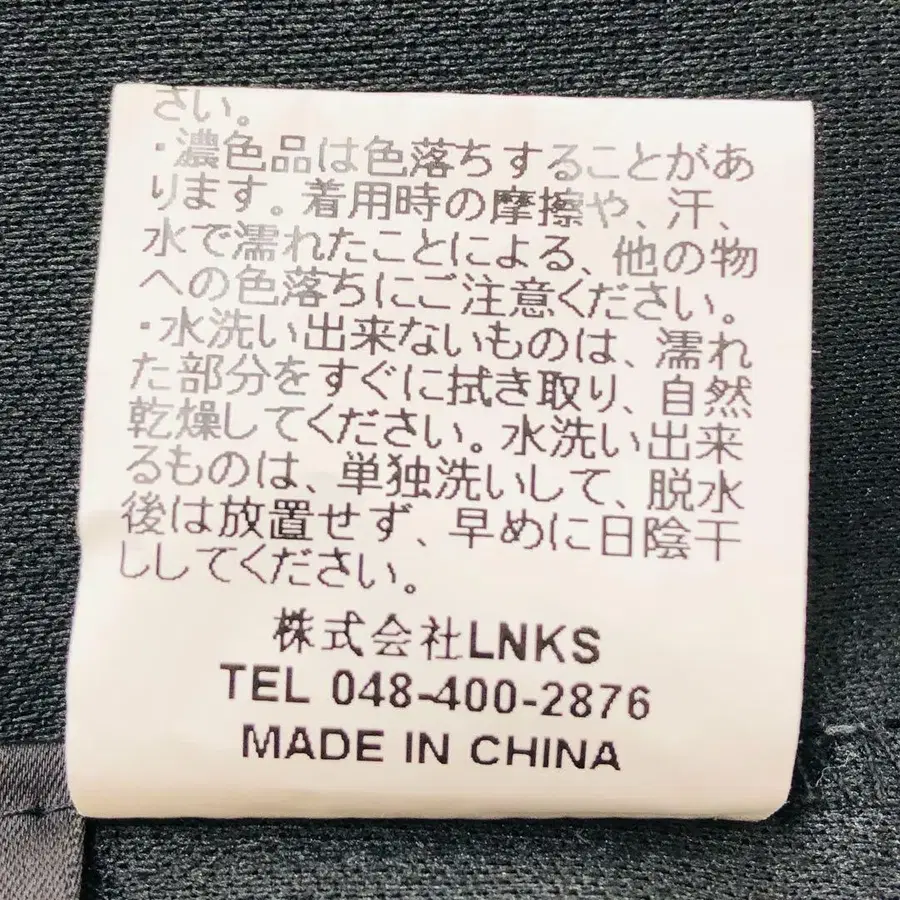 さい。
・濃色品は色落ちすることがあ
ります。着用時の摩擦や、汗、
水で濡れたことによる、他の物
への色落ちにご注意ください。
・水洗い出来ないものは、濡れ
た部分をすぐに拭き取り、自然
乾燥してください。水洗い出来
るものは、単独洗いして、脱水
後は放置せず、早めに日陰干
ししてください。
株式会社LNKS
TEL 048-400-2876
MADE IN CHINA